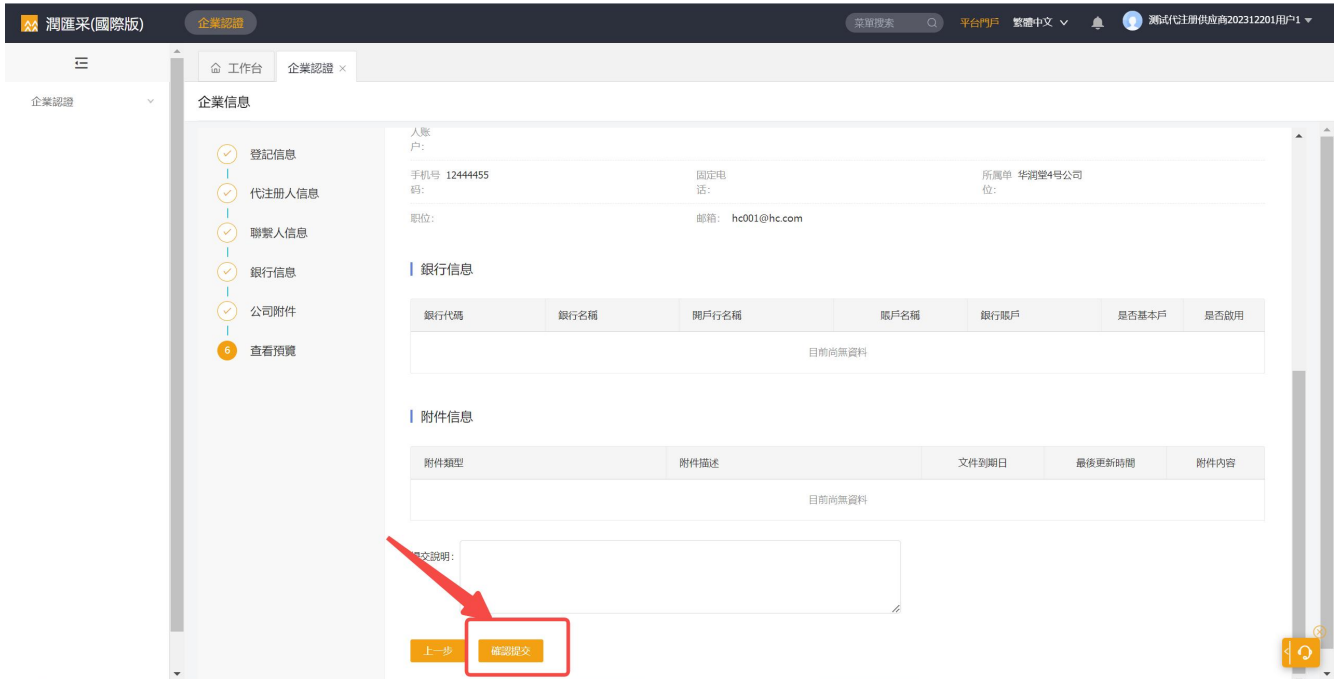 潤匯采(國際版) 企業認證 菜單搜索 平台門戶 繁體中文 测试代注册供应商202312201用户1
工作台 企業認證 ×
企業認證
企業信息
登記信息
代注册人信息
聯繫人信息
銀行信息
公司附件
6 查看預覽
人账
户:
手机号 12444455 固定电 所属单 华润堂4号公司
码: 话: 位:
职位: 邮箱: hc001@hc.com
銀行信息
銀行代碼 銀行名稱 開戶行名稱 賬戶名稱 銀行賬戶 是否基本戶 是否啟用
目前尚無資料
附件信息
附件類型 附件描述 文件到期日 最後更新時間 附件內容
目前尚無資料
交說明:
上一步 確認提交